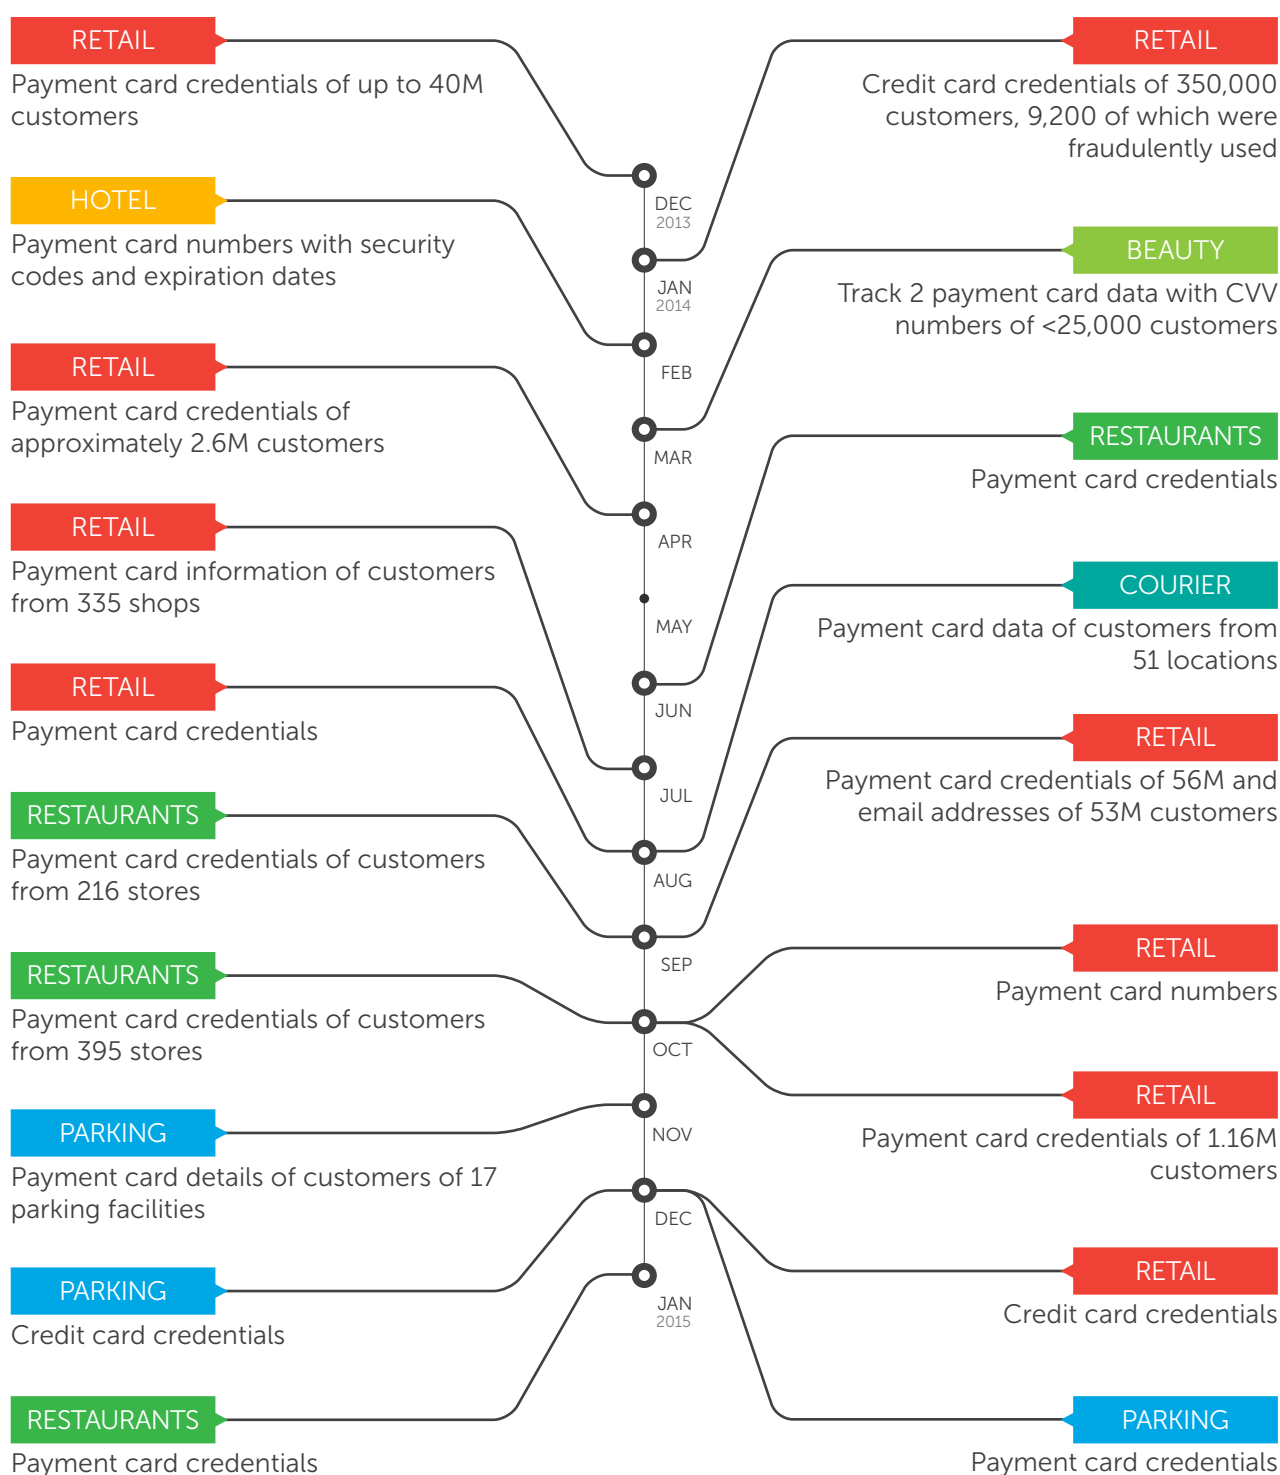 RETAIL
Payment card credentials of up to 40M
customers
HOTEL
Payment card numbers with security
codes and expiration dates
RETAIL
Payment card credentials of
approximately 2.6M customers
RETAIL
Payment card information of customers
from 335 shops
RETAIL
Payment card credentials
RESTAURANTS
Payment card credentials of customers
from 216 stores
RESTAURANTS
Payment card credentials of customers
from 395 stores
PARKING
Payment card details of customers of 17
parking facilities
PARKING
Credit card credentials
RESTAURANTS
Payment card credentials
DEC
2013
JAN
2014
FEB
MAR
APR
MAY
JUN
JUL
AUG
SEP
OCT
NOV
DEC
JAN
2015
RETAIL
Credit card credentials of 350,000
customers, 9,200 of which were
fraudulently used
BEAUTY
Track 2 payment card data with CVV
numbers of <25,000 customers
RESTAURANTS
Payment card credentials
COURIER
Payment card data of customers from
51 locations
RETAIL
Payment card credentials of 56M and
email addresses of 53M customers
RETAIL
Payment card numbers
RETAIL
Payment card credentials of 1.16M
customers
RETAIL
Credit card credentials
PARKING
Payment card credentials